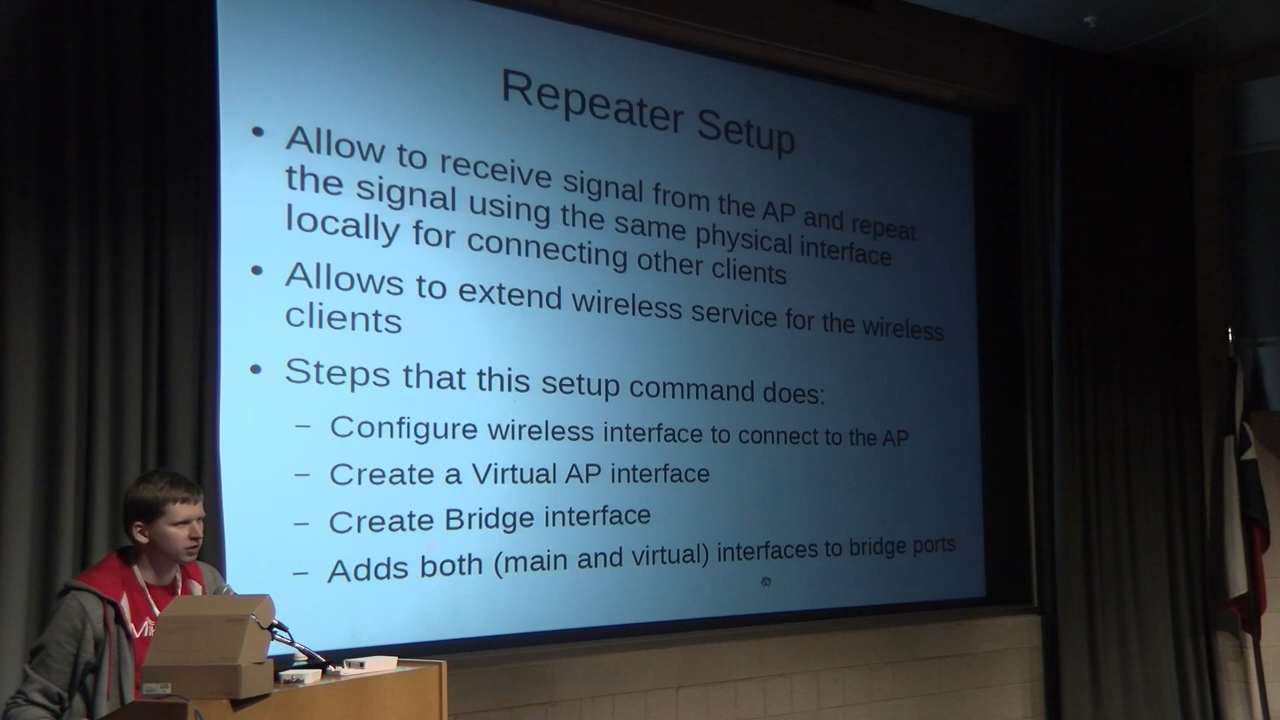 Repeater Setup
• Allow to receive signal from the AP and repeat
the signal using the same physical interface
locally for connecting other clients
• Allows to extend wireless service for the wireless
clients
• Steps that this setup command does:
– Configure wireless interface to connect to the AP
– Create a Virtual AP interface
– Create Bridge interface
– Adds both (main and virtual) interfaces to bridge ports